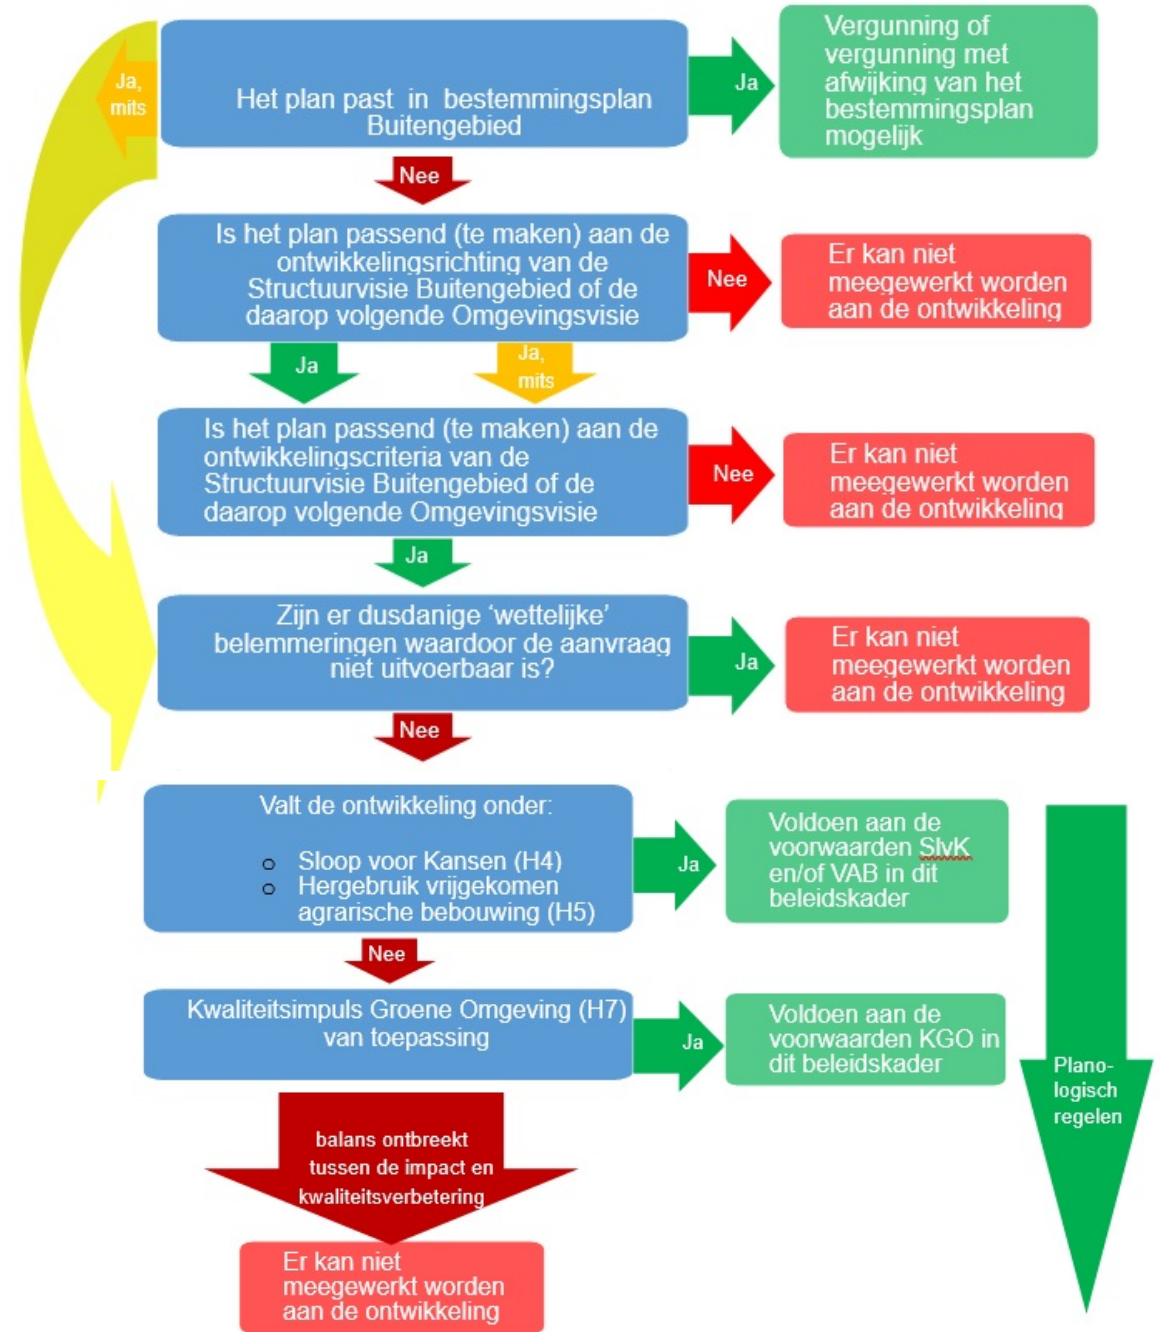 Ja,
mits
Het plan past in bestemmingsplan
Buitengebied
Ja
Vergunning of
vergunning met
afwijking van het
bestemmingsplan
mogelijk
Nee
Is het plan passend (te maken) aan de
ontwikkelingsrichting van de
Structuurvisie Buitengebied of de
daarop volgende Omgevingsvisie
Nee
Er kan niet
meegewerkt worden
aan de ontwikkeling
Ja
Ja,
mits
Is het plan passend (te maken) aan de
ontwikkelingscriteria van de
Structuurvisie Buitengebied of de
daarop volgende Omgevingsvisie
Nee
Er kan niet
meegewerkt worden
aan de ontwikkeling
Ja
Zijn er dusdanige ‘wettelijke’
belemmeringen waardoor de aanvraag
niet uitvoerbaar is?
Ja
Er kan niet
meegewerkt worden
aan de ontwikkeling
Nee
Valt de ontwikkeling onder:
o Sloop voor Kansen (H4)
o Hergebruik vrijgekomen
agrarische bebouwing (H5)
Ja
Voldoen aan de
voorwaarden SlvK
en/of VAB in dit
beleidskader
Nee
Kwaliteitsimpuls Groene Omgeving (H7)
van toepassing
Ja
Voldoen aan de
voorwaarden KGO in
dit beleidskader
Plano-
logisch
regelen
balans ontbreekt
tussen de impact en
kwaliteitsverbetering
Er kan niet
meegewerkt worden
aan de ontwikkeling